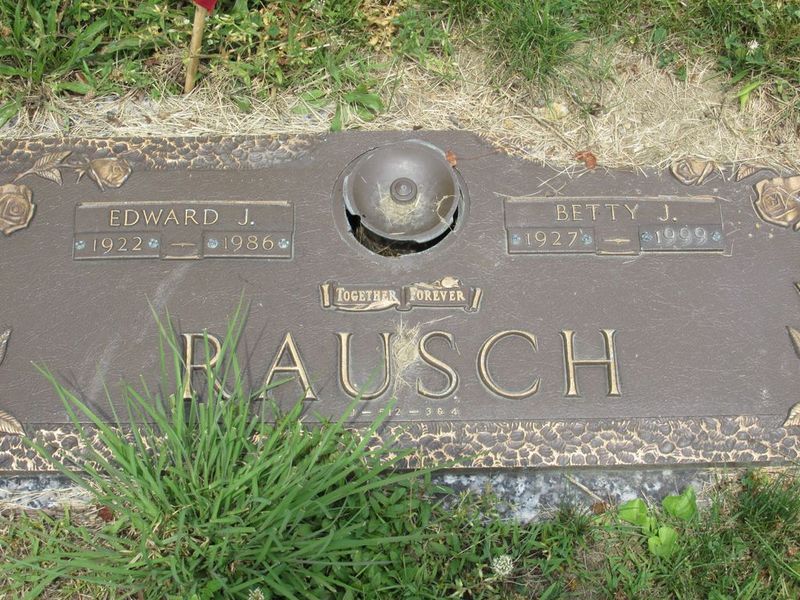 EDWARD J.
1922 — 1986
BETTY J.
1927 — 1999
TOGETHER FOREVER
RAUSCH